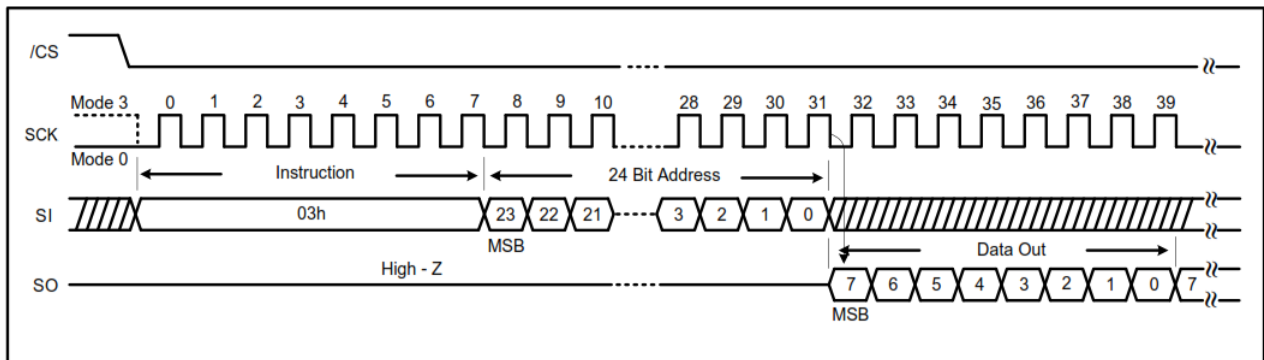 /CS
Mode 3 0 1 2 3 4 5 6 7 8 9 10 28 29 30 31 32 33 34 35 36 37 38 39
SCK
Mode 0
Instruction 24 Bit Address
SI 03h 23 22 21 3 2 1 0
MSB
Data Out
High - Z
SO 7 6 5 4 3 2 1 0 7
MSB